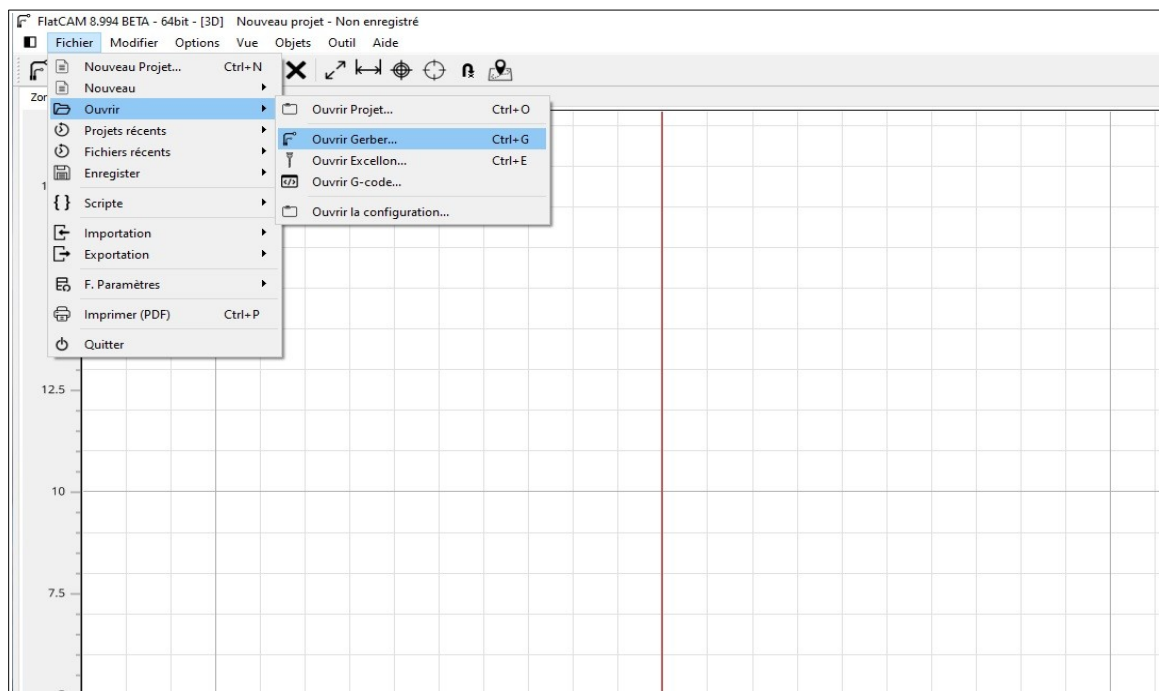 FlatCAM 8.994 BETA - 64bit - [3D] Nouveau projet - Non enregistré
Fichier Modifier Options Vue Objets Outil Aide
Nouveau Projet... Ctrl+N
Nouveau
Ouvrir
Projets récents
Fichiers récents
Enregistrer
Scripte
Importation
Exportation
F. Paramètres
Imprimer (PDF) Ctrl+P
Quitter
Ouvrir Projet... Ctrl+O
Ouvrir Gerber... Ctrl+G
Ouvrir Excellon... Ctrl+E
Ouvrir G-code...
Ouvrir la configuration...
12.5
10
7.5